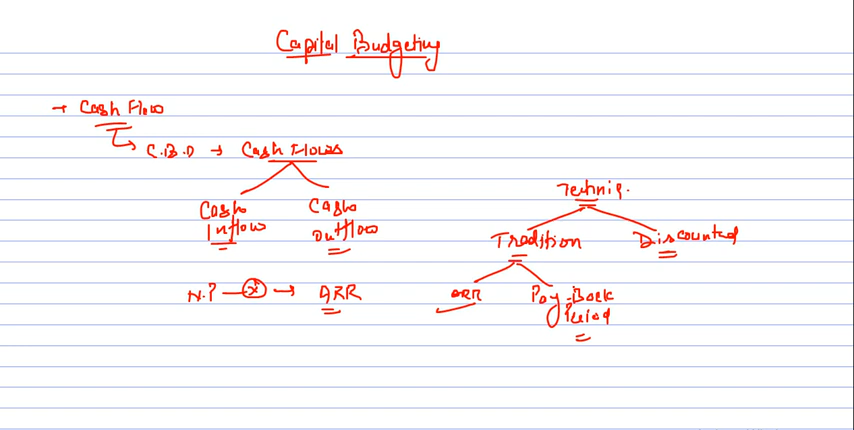 Capital Budgeting
→ Cash Flow
C.B.D → Cash Flows
Cash Inflow
Cash outflow
N.P — x → ARR
Techniq.
Tradition
Discounted
ARR
Pay-Back Period